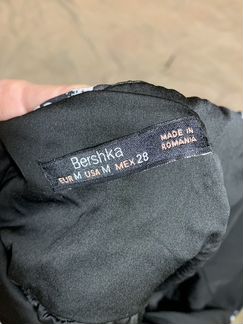 Bershka
EUR M USA M MEX 28
MADE IN
ROMANIA